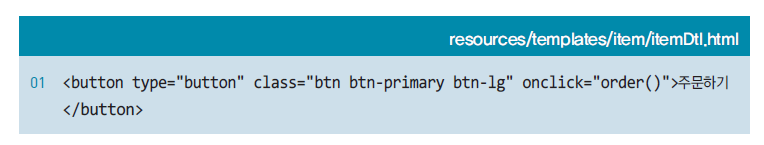 resources/templates/item/itemDtl.html
01 <button type="button" class="btn btn-primary btn-lg" onclick="order()">주문하기
</button>